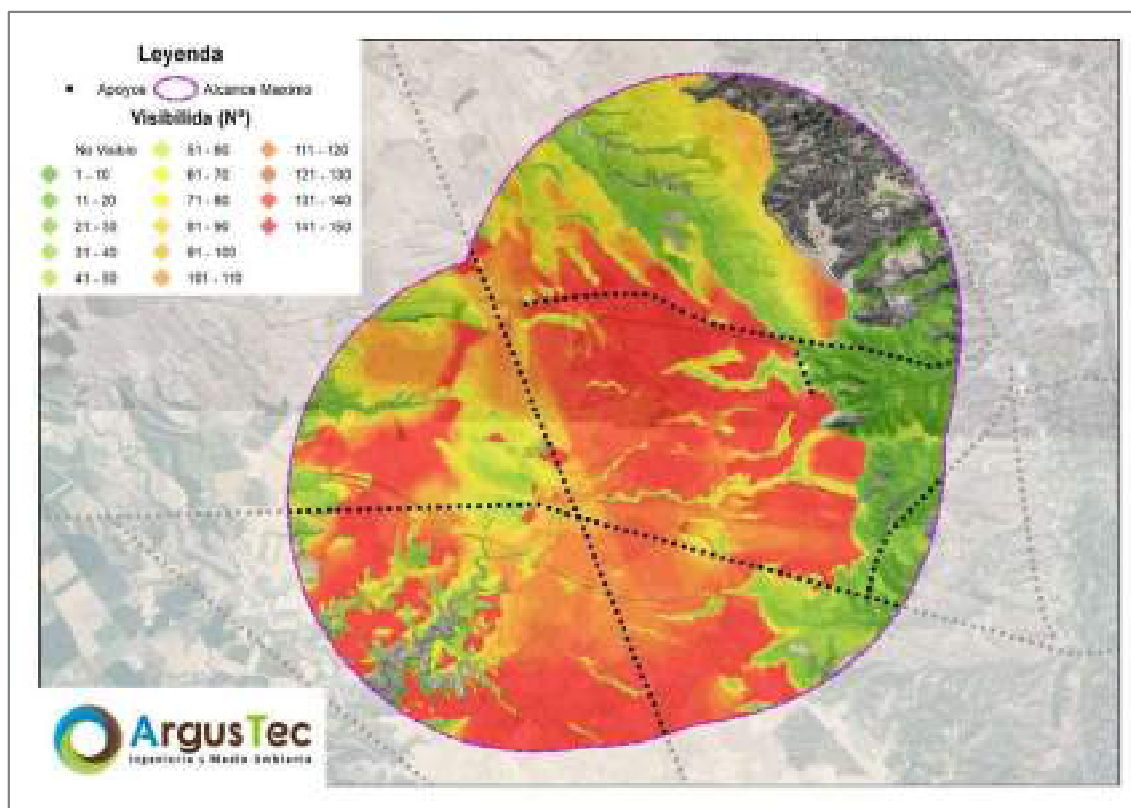 Leyenda
Apoyos Alcance Maximo
Visibilida (Nº)
No Visible 51 - 60 111 - 120
1 - 10 61 - 70 121 - 130
11 - 20 71 - 80 131 - 140
21 - 30 81 - 90 141 - 150
31 - 40 91 - 100
41 - 50 101 - 110
ArgusTec
Ingeniería y Medio Ambiente